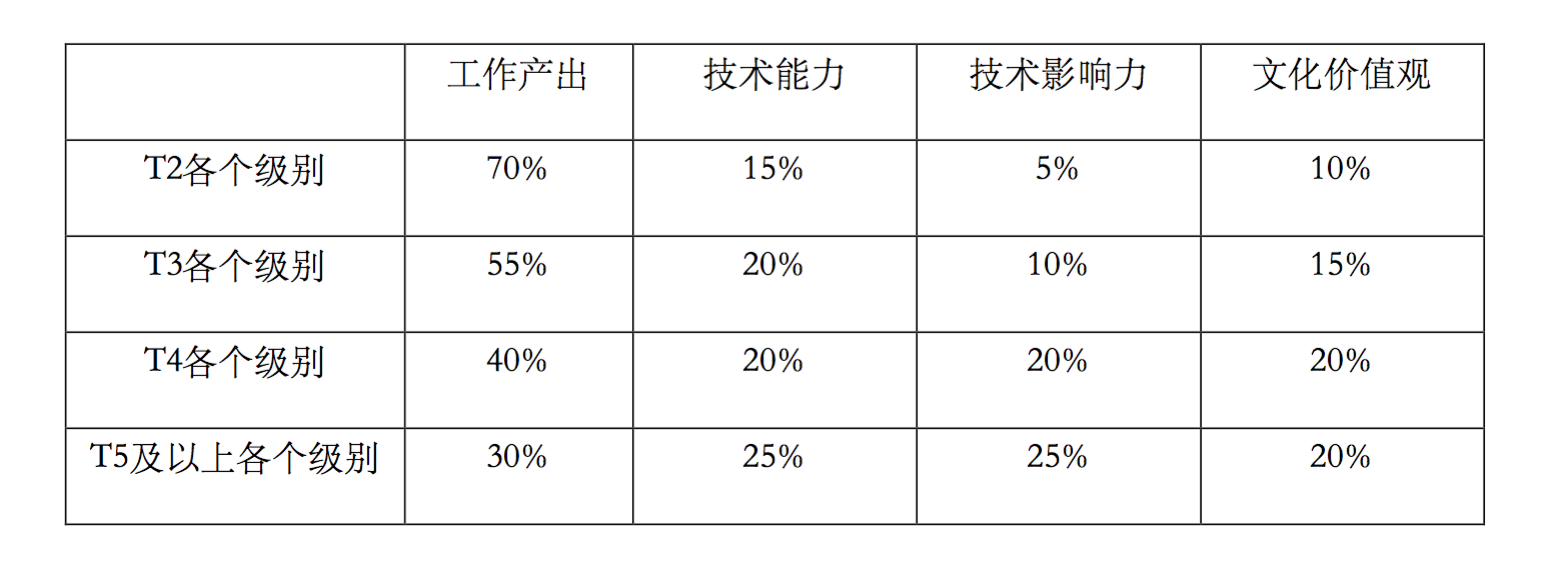 工作产出 技术能力 技术影响力 文化价值观
T2各个级别 70% 15% 5% 10%
T3各个级别 55% 20% 10% 15%
T4各个级别 40% 20% 20% 20%
T5及以上各个级别 30% 25% 25% 20%